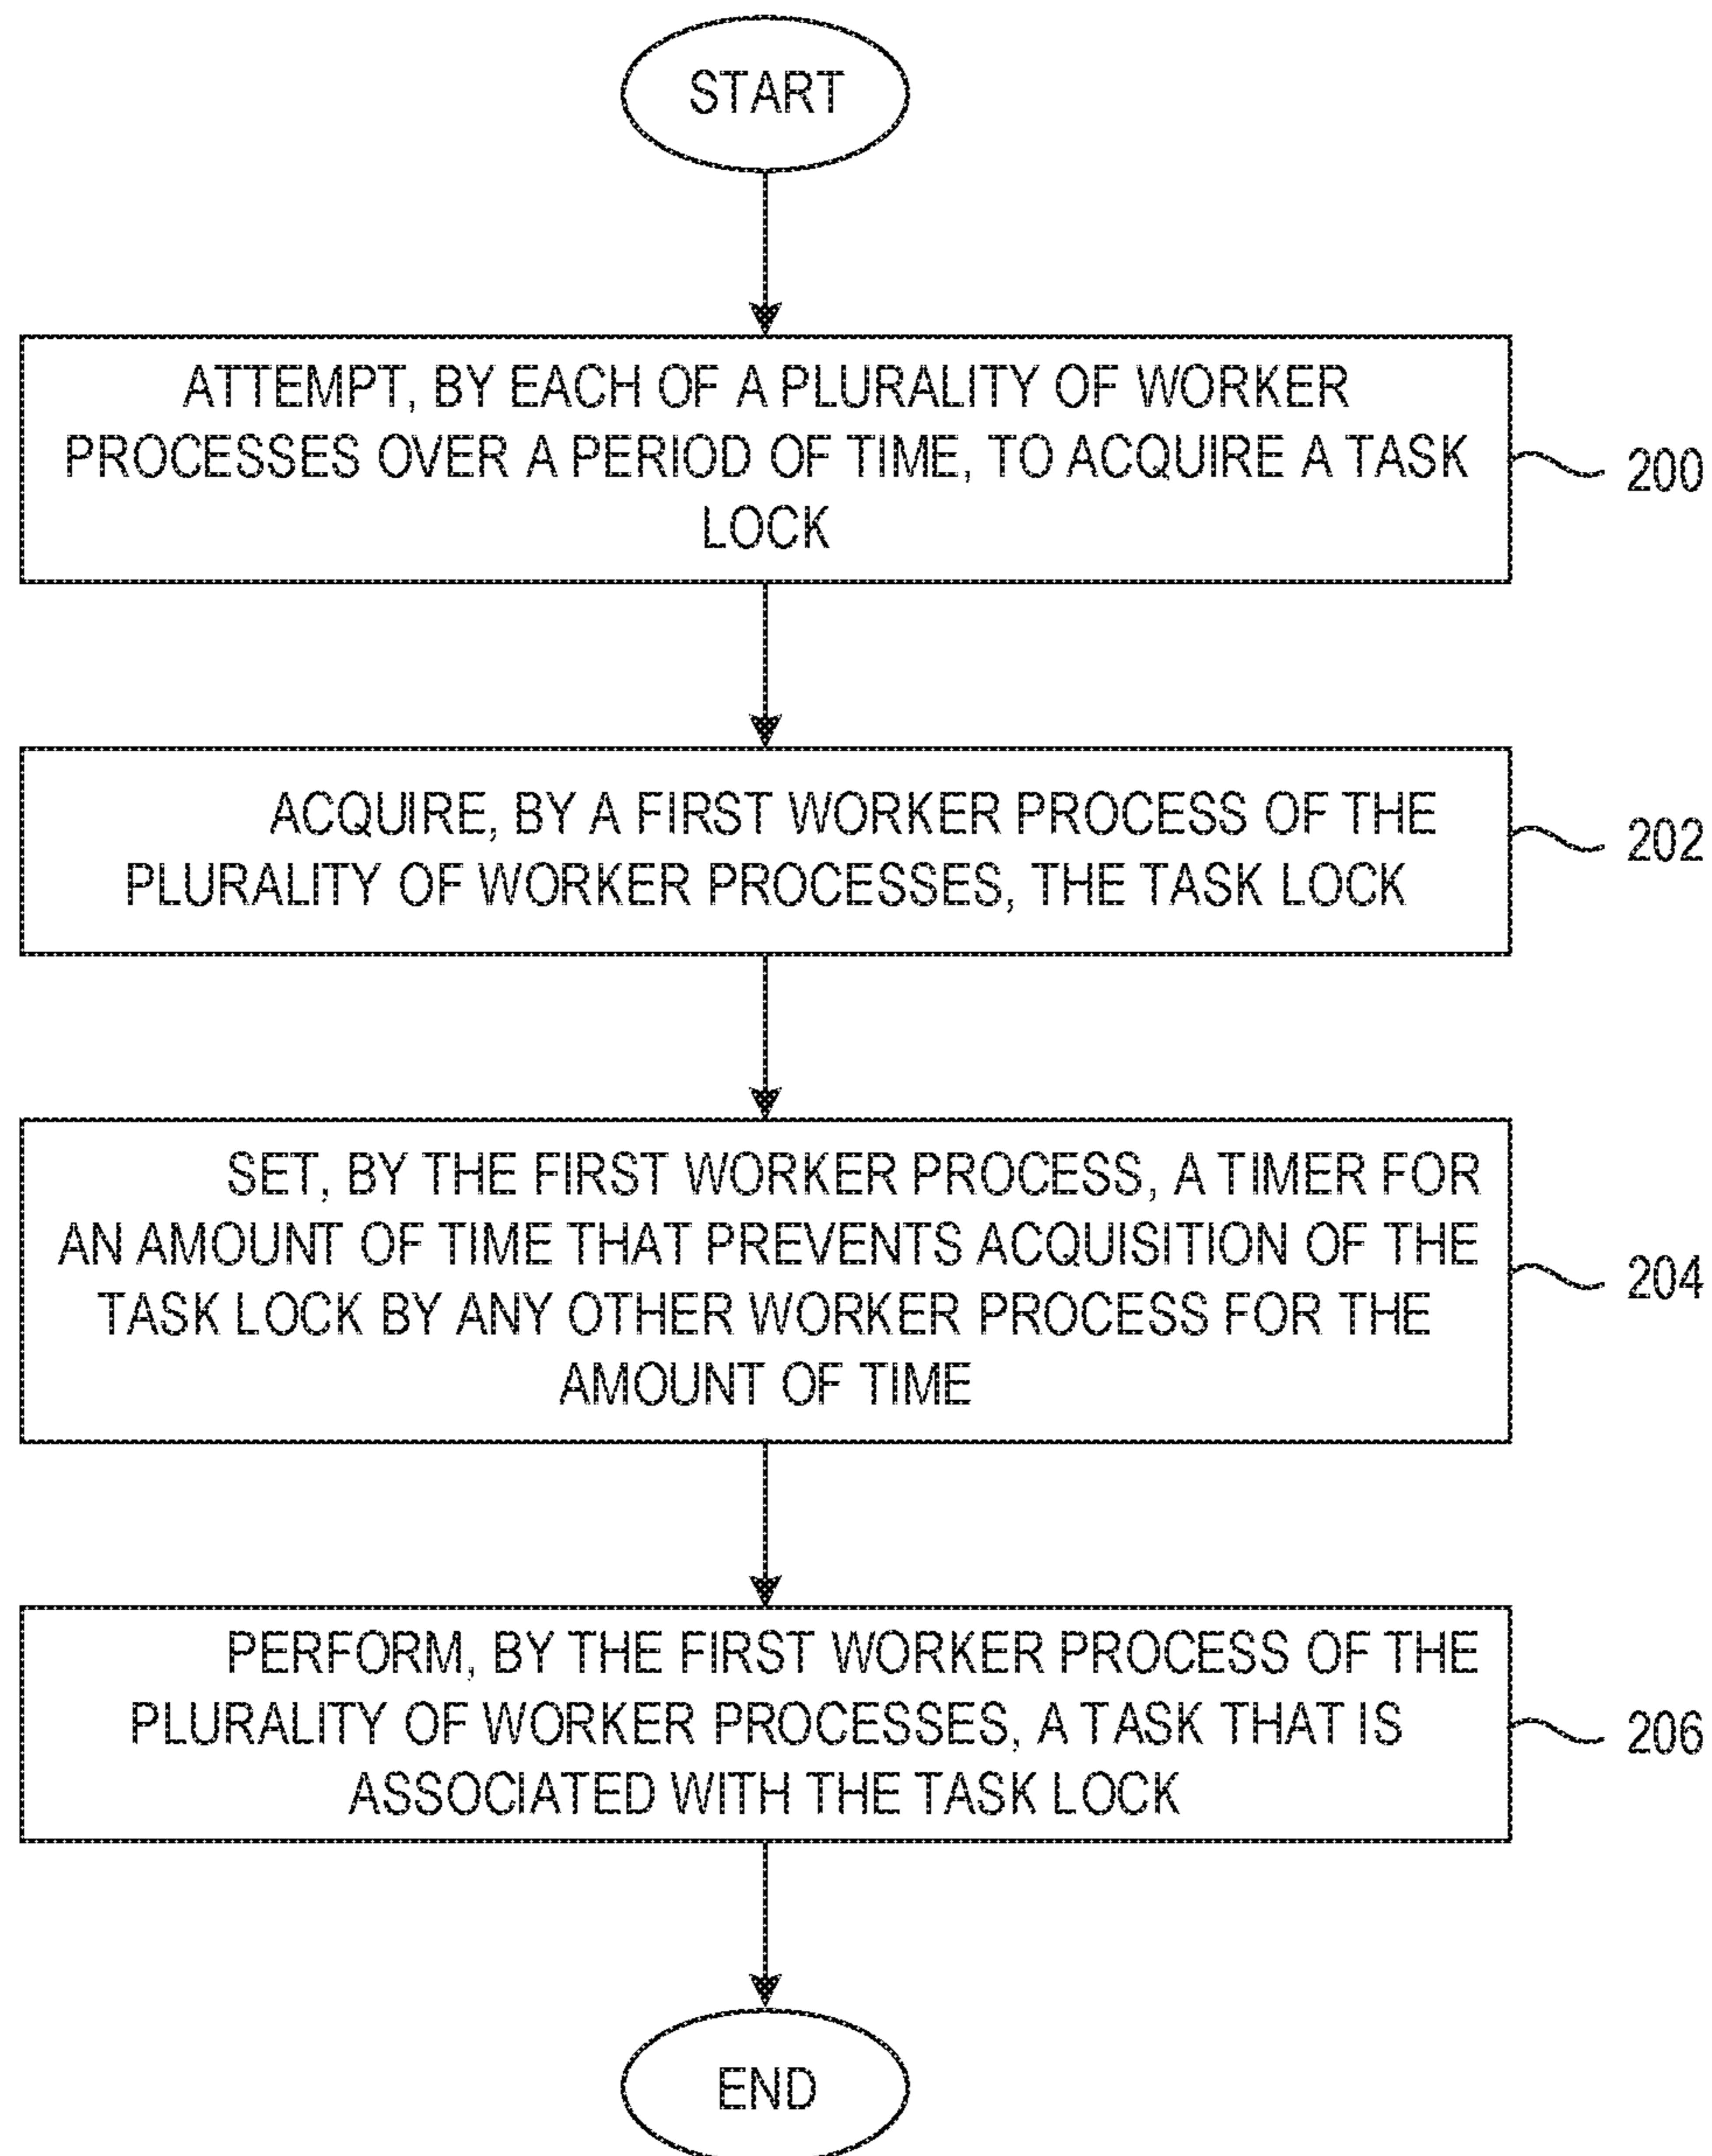 START
ATTEMPT, BY EACH OF A PLURALITY OF WORKER
PROCESSES OVER A PERIOD OF TIME, TO ACQUIRE A TASK
LOCK
200
ACQUIRE, BY A FIRST WORKER PROCESS OF THE
PLURALITY OF WORKER PROCESSES, THE TASK LOCK
202
SET, BY THE FIRST WORKER PROCESS, A TIMER FOR
AN AMOUNT OF TIME THAT PREVENTS ACQUISITION OF THE
TASK LOCK BY ANY OTHER WORKER PROCESS FOR THE
AMOUNT OF TIME
204
PERFORM, BY THE FIRST WORKER PROCESS OF THE
PLURALITY OF WORKER PROCESSES, A TASK THAT IS
ASSOCIATED WITH THE TASK LOCK
206
END